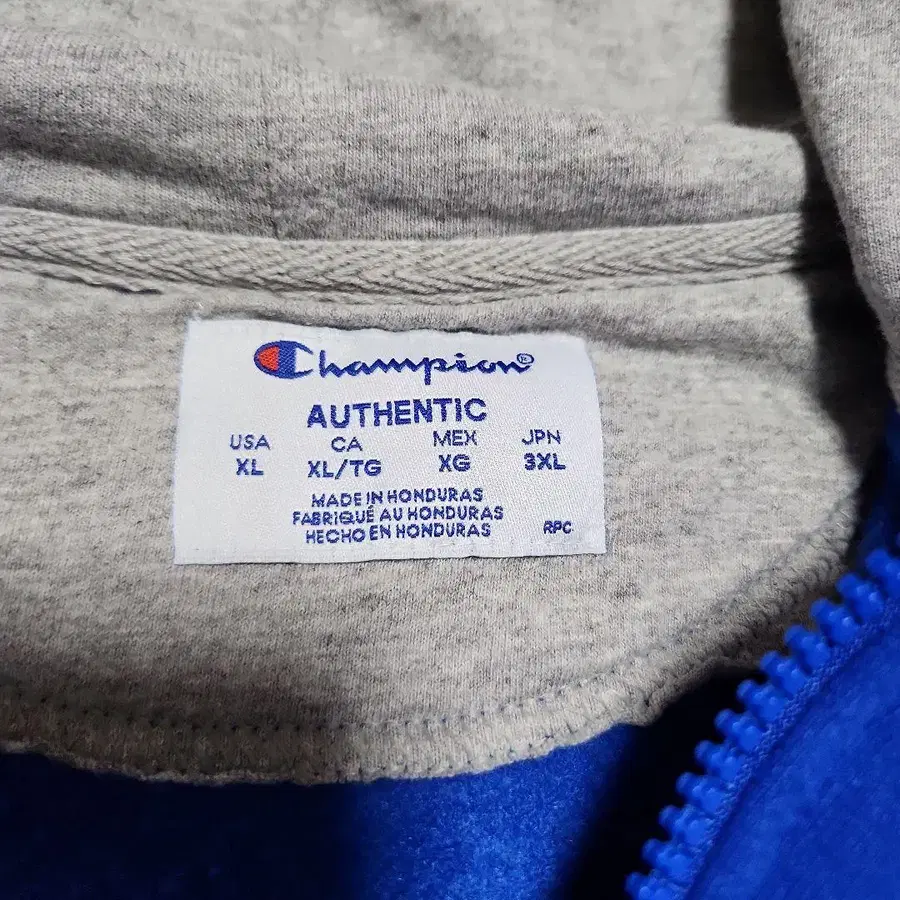 Champion®
AUTHENTIC
USA CA MEX JPN
XL XL/TG XG 3XL
MADE IN HONDURAS
FABRIQUÉ AU HONDURAS
HECHO EN HONDURAS RPC